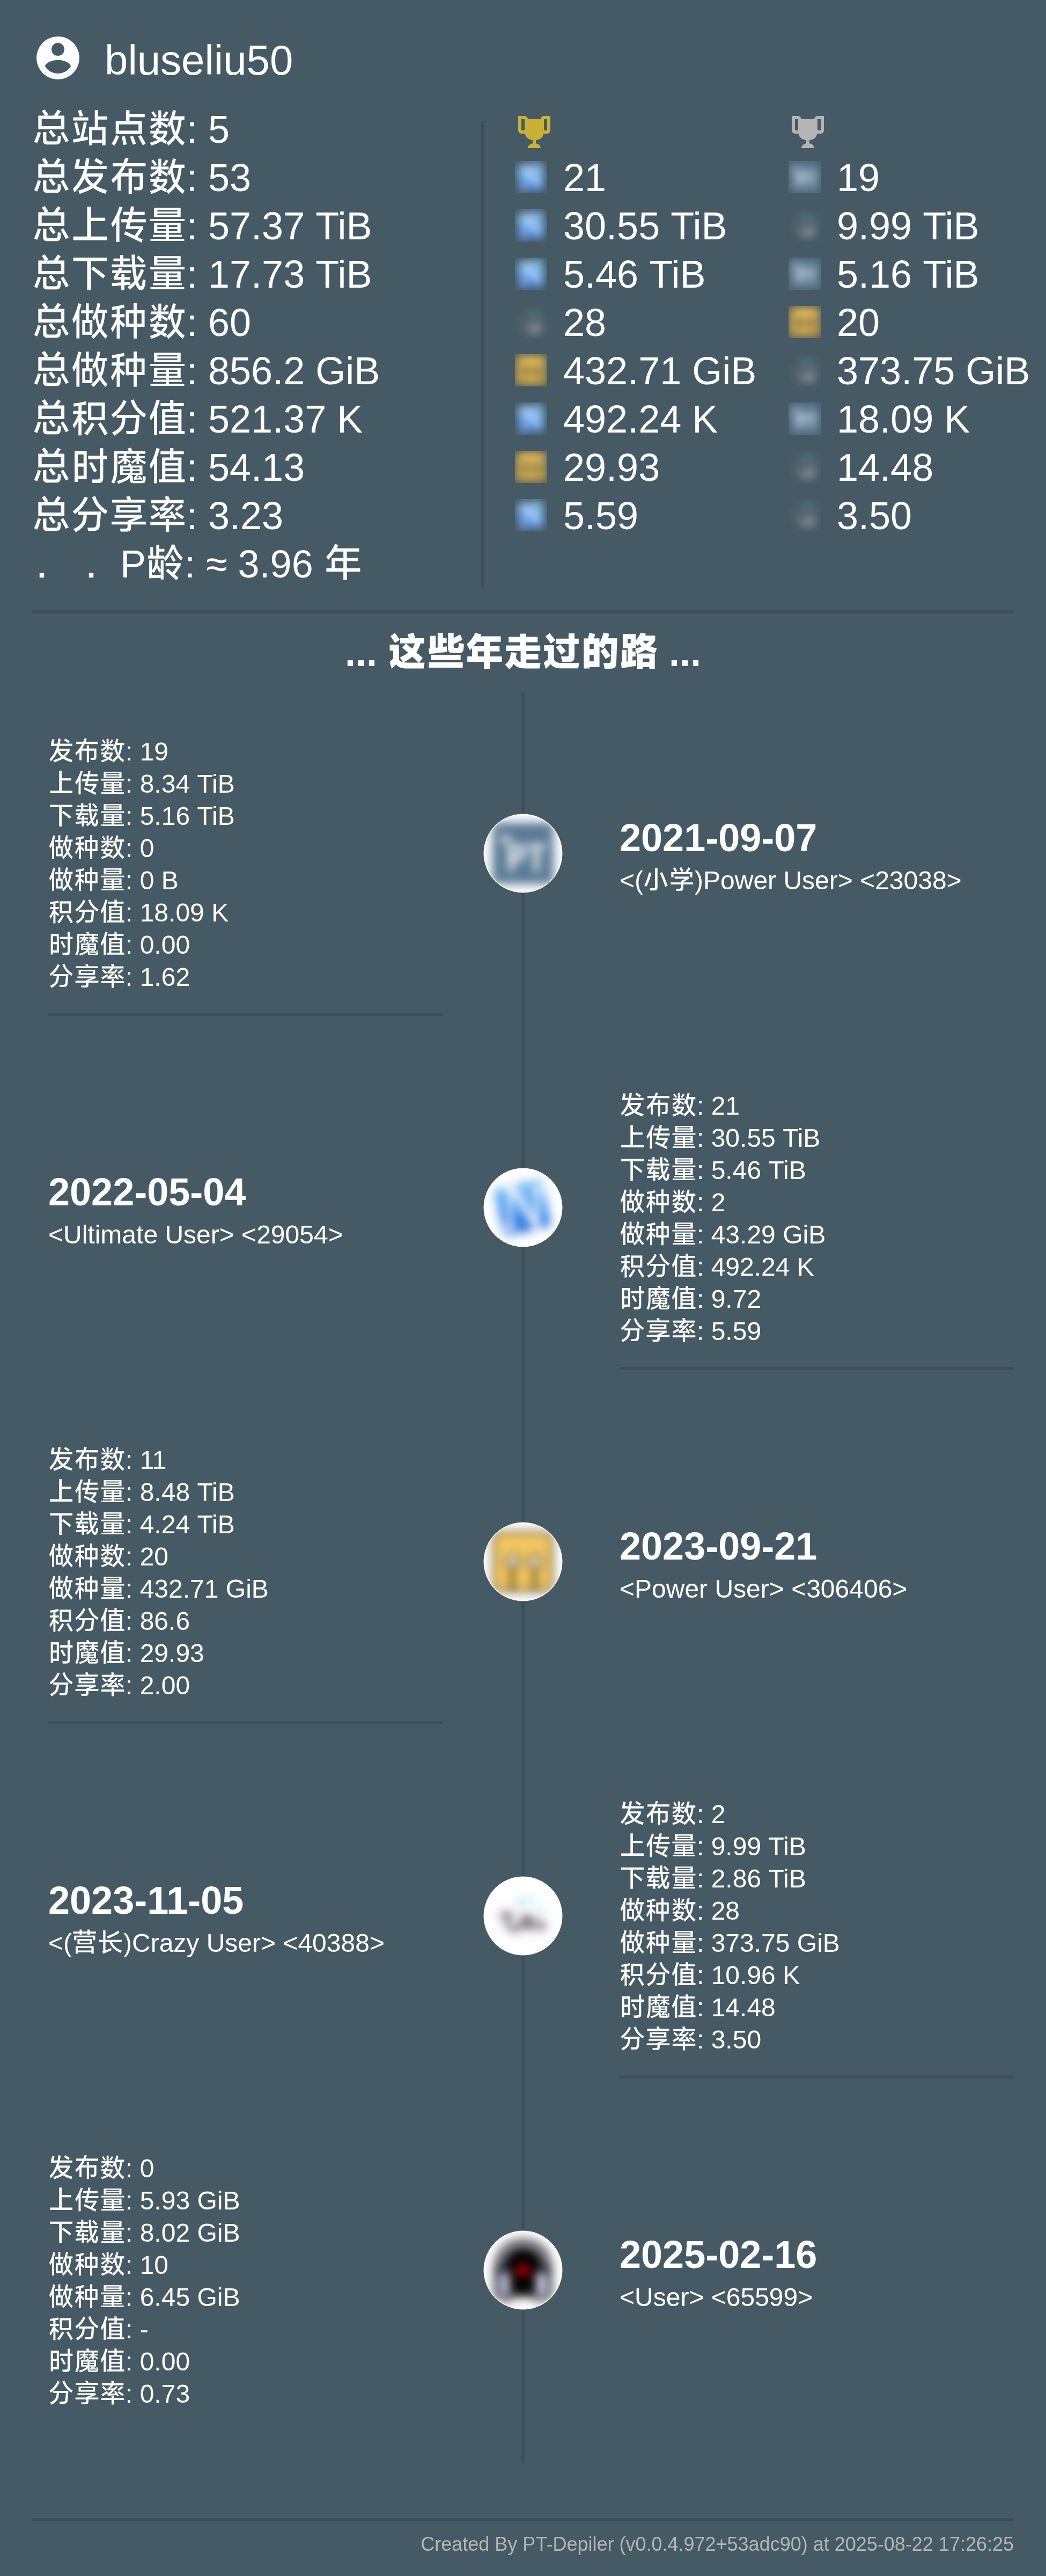 bluseliu50
总站点数: 5
总发布数: 53
总上传量: 57.37 TiB
总下载量: 17.73 TiB
总做种数: 60
总做种量: 856.2 GiB
总积分值: 521.37 K
总时魔值: 54.13
总分享率: 3.23
． ．P龄: ≈ 3.96 年
21
30.55 TiB
5.46 TiB
28
432.71 GiB
492.24 K
29.93
5.59
19
9.99 TiB
5.16 TiB
20
373.75 GiB
18.09 K
14.48
3.50
... 这些年走过的路 ...
发布数: 19
上传量: 8.34 TiB
下载量: 5.16 TiB
做种数: 0
做种量: 0 B
积分值: 18.09 K
时魔值: 0.00
分享率: 1.62
2021-09-07
<(小学)Power User> <23038>
2022-05-04
<Ultimate User> <29054>
发布数: 21
上传量: 30.55 TiB
下载量: 5.46 TiB
做种数: 2
做种量: 43.29 GiB
积分值: 492.24 K
时魔值: 9.72
分享率: 5.59
发布数: 11
上传量: 8.48 TiB
下载量: 4.24 TiB
做种数: 20
做种量: 432.71 GiB
积分值: 86.6
时魔值: 29.93
分享率: 2.00
2023-09-21
<Power User> <306406>
2023-11-05
<(营长)Crazy User> <40388>
发布数: 2
上传量: 9.99 TiB
下载量: 2.86 TiB
做种数: 28
做种量: 373.75 GiB
积分值: 10.96 K
时魔值: 14.48
分享率: 3.50
发布数: 0
上传量: 5.93 GiB
下载量: 8.02 GiB
做种数: 10
做种量: 6.45 GiB
积分值: -
时魔值: 0.00
分享率: 0.73
2025-02-16
<User> <65599>
Created By PT-Depiler (v0.0.4.972+53adc90) at 2025-08-22 17:26:25